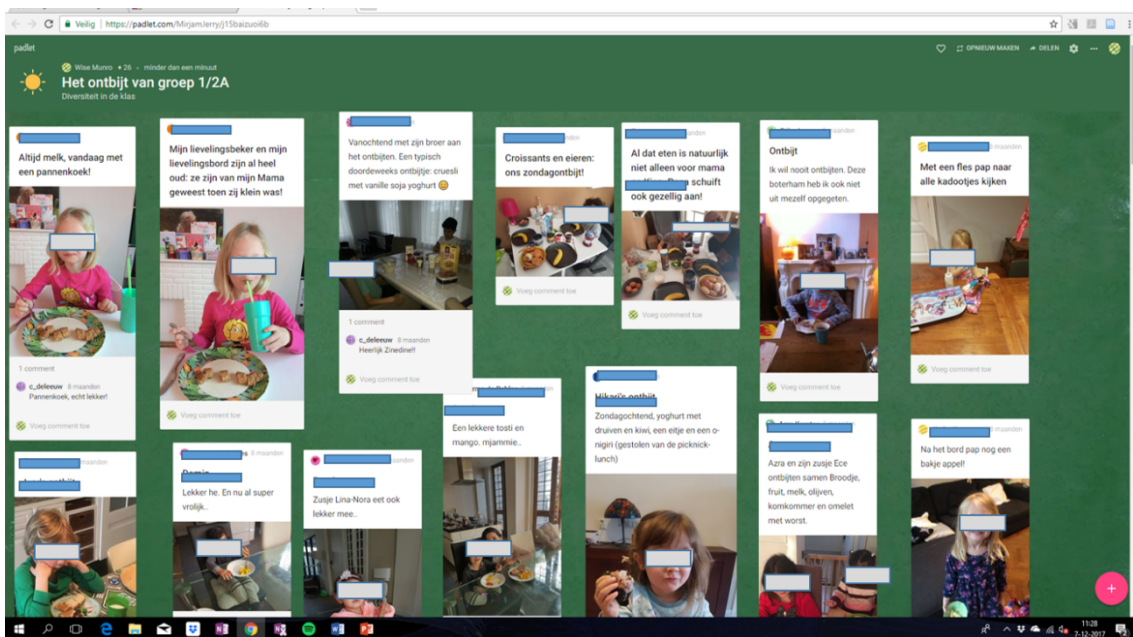 Veilig | https://padlet.com/MirjamJerry/j15baizuoi6b
padlet
OPNIEUW MAKEN
DELEN
Wise Munro • 26 - minder dan een minuut
Het ontbijt van groep 1/2A
Diversiteit in de klas
Altijd melk, vandaag met
een pannenkoek!
1 comment
c_deleeuw 8 maanden
Pannenkoek, echt lekker!
Voeg comment toe
maanden
Mijn lievelingsbeker en mijn
lievelingsbord zijn al heel
oud: ze zijn van mijn Mama
geweest toen zij klein was!
Voeg comment toe
8 maanden
Lekker he. En nu al super
vrolijk..
Vanochtend met zijn broer aan
het ontbijten. Een typisch
doordeweeks ontbijtje: cruesli
met vanille soja yoghurt 😊
1 comment
c_deleeuw 8 maanden
Heerlijk Zinedine!!
Voeg comment toe
Zusje Lina-Nora eet ook
lekker mee..
Croissants en eieren:
ons zondagontbijt!
Voeg comment toe
Een lekkere tosti en
mango. mjammie..
Al dat eten is natuurlijk
niet alleen voor mama
schuift
ook gezellig aan!
Voeg comment toe
Hikari's ontbijt
Zondagochtend, yoghurt met
druiven en kiwi, een eitje en een o-
nigiri (gestolen van de picknick-
lunch)
maanden
Ontbijt
Ik wil nooit ontbijten. Deze
boterham heb ik ook niet
uit mezelf opgegeten.
Voeg comment toe
Azra en zijn zusje Ece
ontbijten samen Broodje,
fruit, melk, olijven,
komkommer en omelet
met worst.
maanden
Met een fles pap naar
alle kadootjes kijken
Voeg comment toe
maanden
Na het bord pap nog een
bakje appel!
11:28
7-12-2017